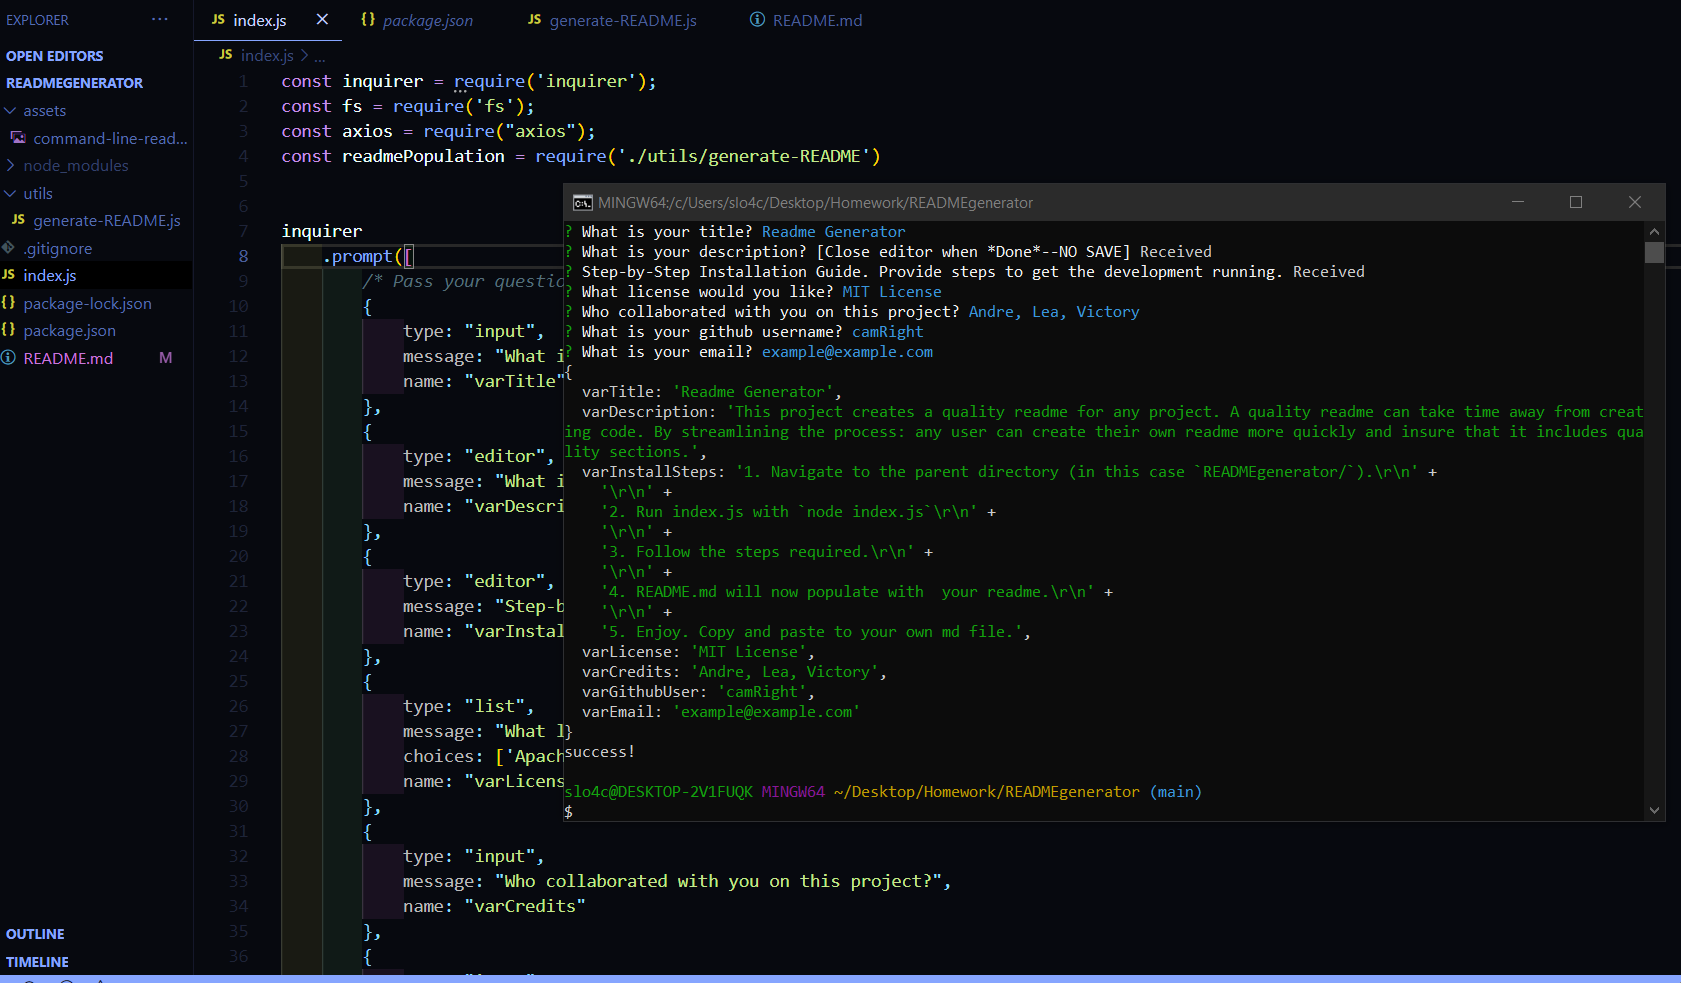 EXPLORER ···
OPEN EDITORS
READMEGENERATOR
assets
command-line-read...
node_modules
utils
JS generate-README.js
.gitignore
JS index.js
{} package-lock.json
{} package.json
README.md M
OUTLINE
TIMELINE
JS index.js
{} package.json
JS generate-README.js
README.md
JS index.js > ...
1 const inquirer = require('inquirer');
2 const fs = require('fs');
3 const axios = require("axios");
4 const readmePopulation = require('./utils/generate-README')
5
6
7 inquirer
8 .prompt([
9 /* Pass your questio
10 {
11 type: "input",
12 message: "What i
13 name: "varTitle"
14 },
15 {
16 type: "editor",
17 message: "What i
18 name: "varDescri
19 },
20 {
21 type: "editor",
22 message: "Step-b
23 name: "varInstal
24 },
25 {
26 type: "list",
27 message: "What l
28 choices: ['Apach
29 name: "varLicens
30 },
31 {
32 type: "input",
33 message: "Who collaborated with you on this project?",
34 name: "varCredits"
35 },
36 {
MINGW64:/c/Users/slo4c/Desktop/Homework/READMEgenerator
? What is your title? Readme Generator
? What is your description? [Close editor when *Done*--NO SAVE] Received
? Step-by-Step Installation Guide. Provide steps to get the development running. Received
? What license would you like? MIT License
? Who collaborated with you on this project? Andre, Lea, Victory
? What is your github username? camRight
? What is your email? example@example.com
{
varTitle: 'Readme Generator',
varDescription: 'This project creates a quality readme for any project. A quality readme can take time away from creat
ing code. By streamlining the process: any user can create their own readme more quickly and insure that it includes qua
lity sections.',
varInstallSteps: '1. Navigate to the parent directory (in this case `READMEgenerator/`).\r\n' +
'\r\n' +
'2. Run index.js with `node index.js`\r\n' +
'\r\n' +
'3. Follow the steps required.\r\n' +
'\r\n' +
'4. README.md will now populate with  your readme.\r\n' +
'\r\n' +
'5. Enjoy. Copy and paste to your own md file.',
varLicense: 'MIT License',
varCredits: 'Andre, Lea, Victory',
varGithubUser: 'camRight',
varEmail: 'example@example.com'
}
success!
slo4c@DESKTOP-2V1FUQK MINGW64 ~/Desktop/Homework/READMEgenerator (main)
$